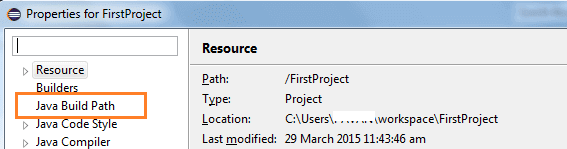 Properties for FirstProject
Resource
Builders
Java Build Path
Java Code Style
Java Compiler
Resource
Path: /FirstProject
Type: Project
Location: C:\Users\ \workspace\FirstProject
Last modified: 29 March 2015 11:43:46 am